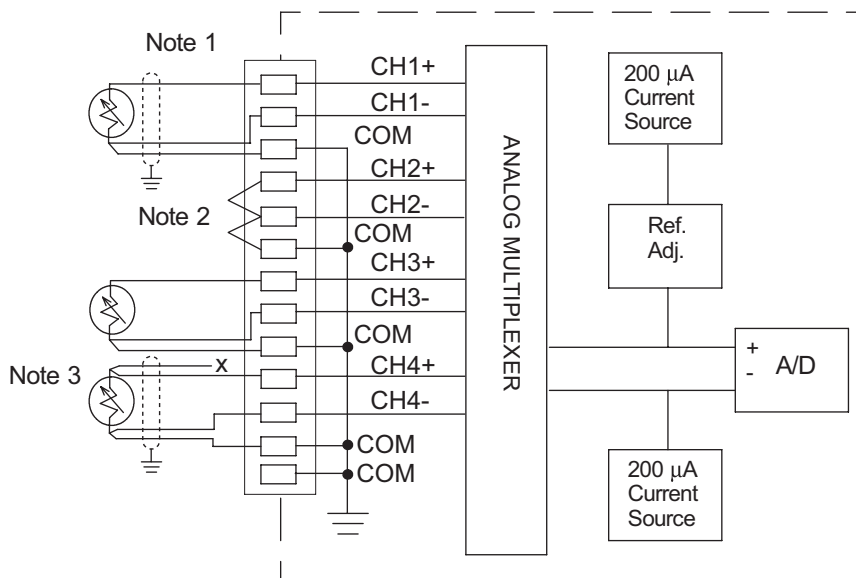 Note 1
CH1+
CH1-
COM
CH2+
Note 2
CH2-
COM
CH3+
CH3-
COM
Note 3
x
CH4+
CH4-
COM
COM
ANALOG MULTIPLEXER
200 μA
Current
Source
Ref.
Adj.
+
-
A/D
200 μA
Current
Source